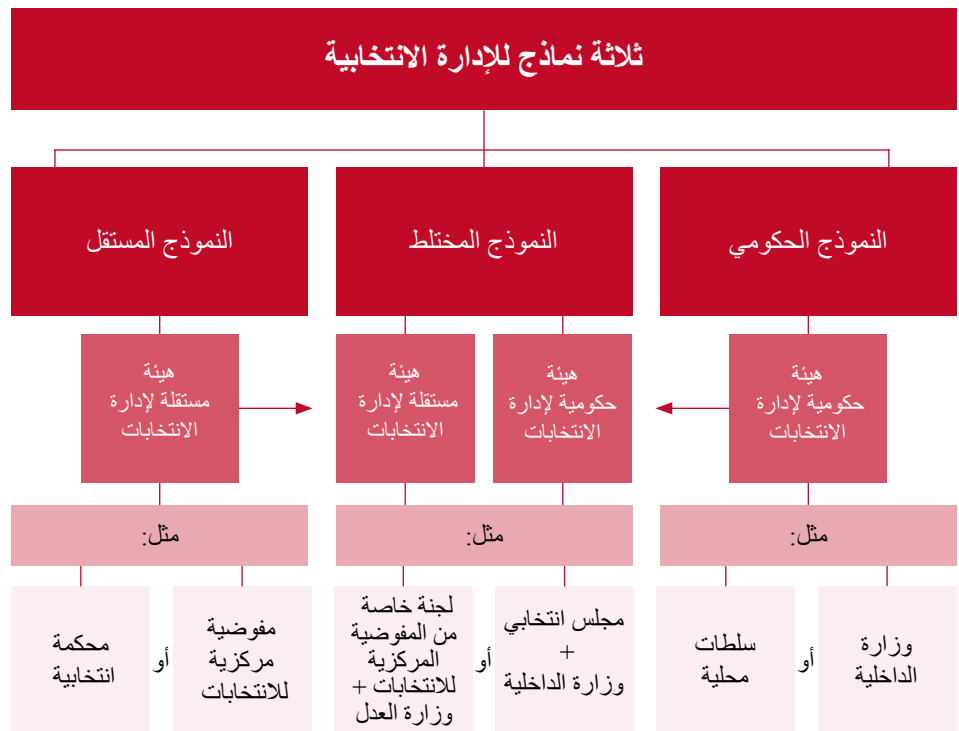 ثلاثة نماذج للإدارة الانتخابية
النموذج الحكومي
النموذج المختلط
النموذج المستقل
هيئة
حكومية لإدارة
الانتخابات
هيئة
حكومية لإدارة
الانتخابات
هيئة
مستقلة لإدارة
الانتخابات
هيئة
مستقلة لإدارة
الانتخابات
مثل:
مثل:
مثل:
وزارة
الداخلية
أو
سلطات
محلية
مجلس انتخابي
+
وزارة الداخلية
أو
لجنة خاصة
من المفوضية
المركزية
للانتخابات +
وزارة العدل
مفوضية
مركزية
للانتخابات
أو
محكمة
انتخابية